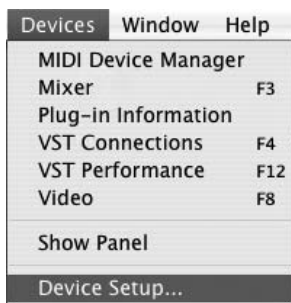 Devices Window Help
MIDI Device Manager
Mixer F3
Plug-in Information
VST Connections F4
VST Performance F12
Video F8
Show Panel
Device Setup...